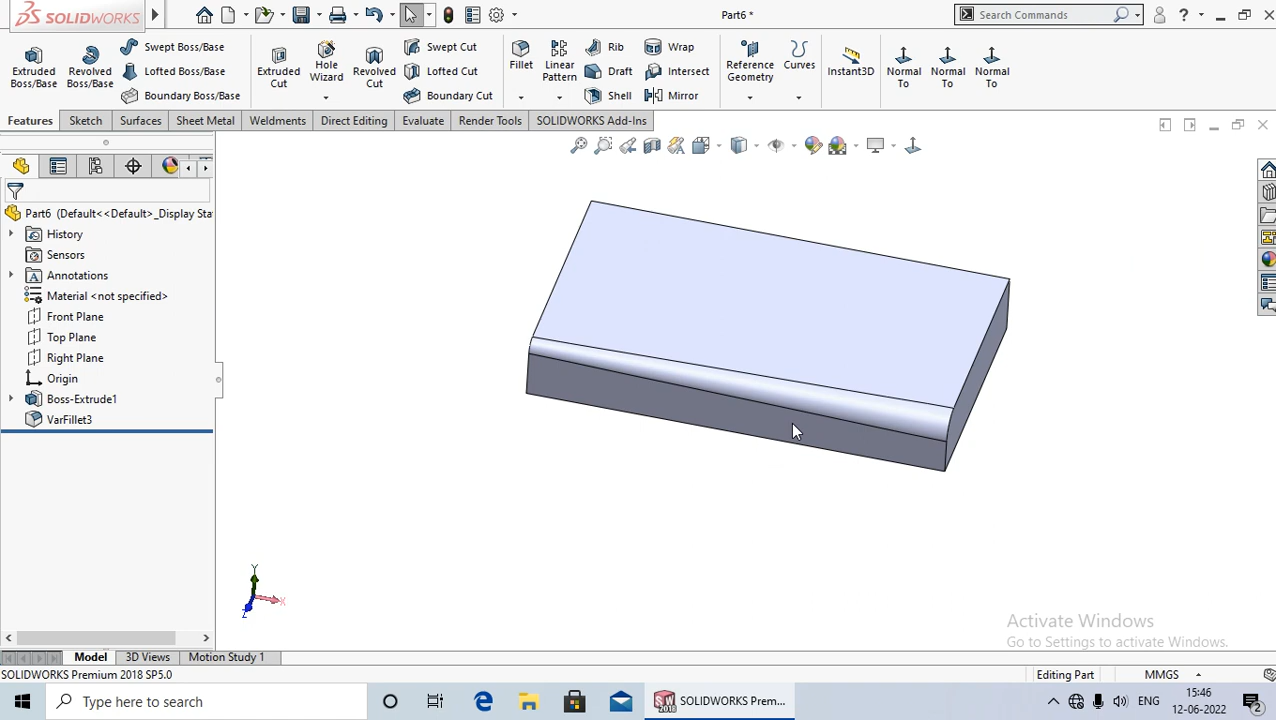 SOLIDWORKS
Part6 *
Search Commands
Extruded Boss/Base
Revolved Boss/Base
Swept Boss/Base
Lofted Boss/Base
Boundary Boss/Base
Extruded Cut
Hole Wizard
Revolved Cut
Swept Cut
Lofted Cut
Boundary Cut
Fillet
Linear Pattern
Rib
Draft
Shell
Wrap
Intersect
Mirror
Reference Geometry
Curves
Instant3D
Normal To
Normal To
Normal To
Features
Sketch
Surfaces
Sheet Metal
Weldments
Direct Editing
Evaluate
Render Tools
SOLIDWORKS Add-Ins
Part6 (Default<<Default>_Display Sta
History
Sensors
Annotations
Material <not specified>
Front Plane
Top Plane
Right Plane
Origin
Boss-Extrude1
VarFillet3
Y
X
Z
Activate Windows
Go to Settings to activate Windows.
Model
3D Views
Motion Study 1
SOLIDWORKS Premium 2018 SP5.0
Editing Part
MMGS
Type here to search
SOLIDWORKS Prem...
ENG
15:46
12-06-2022
2